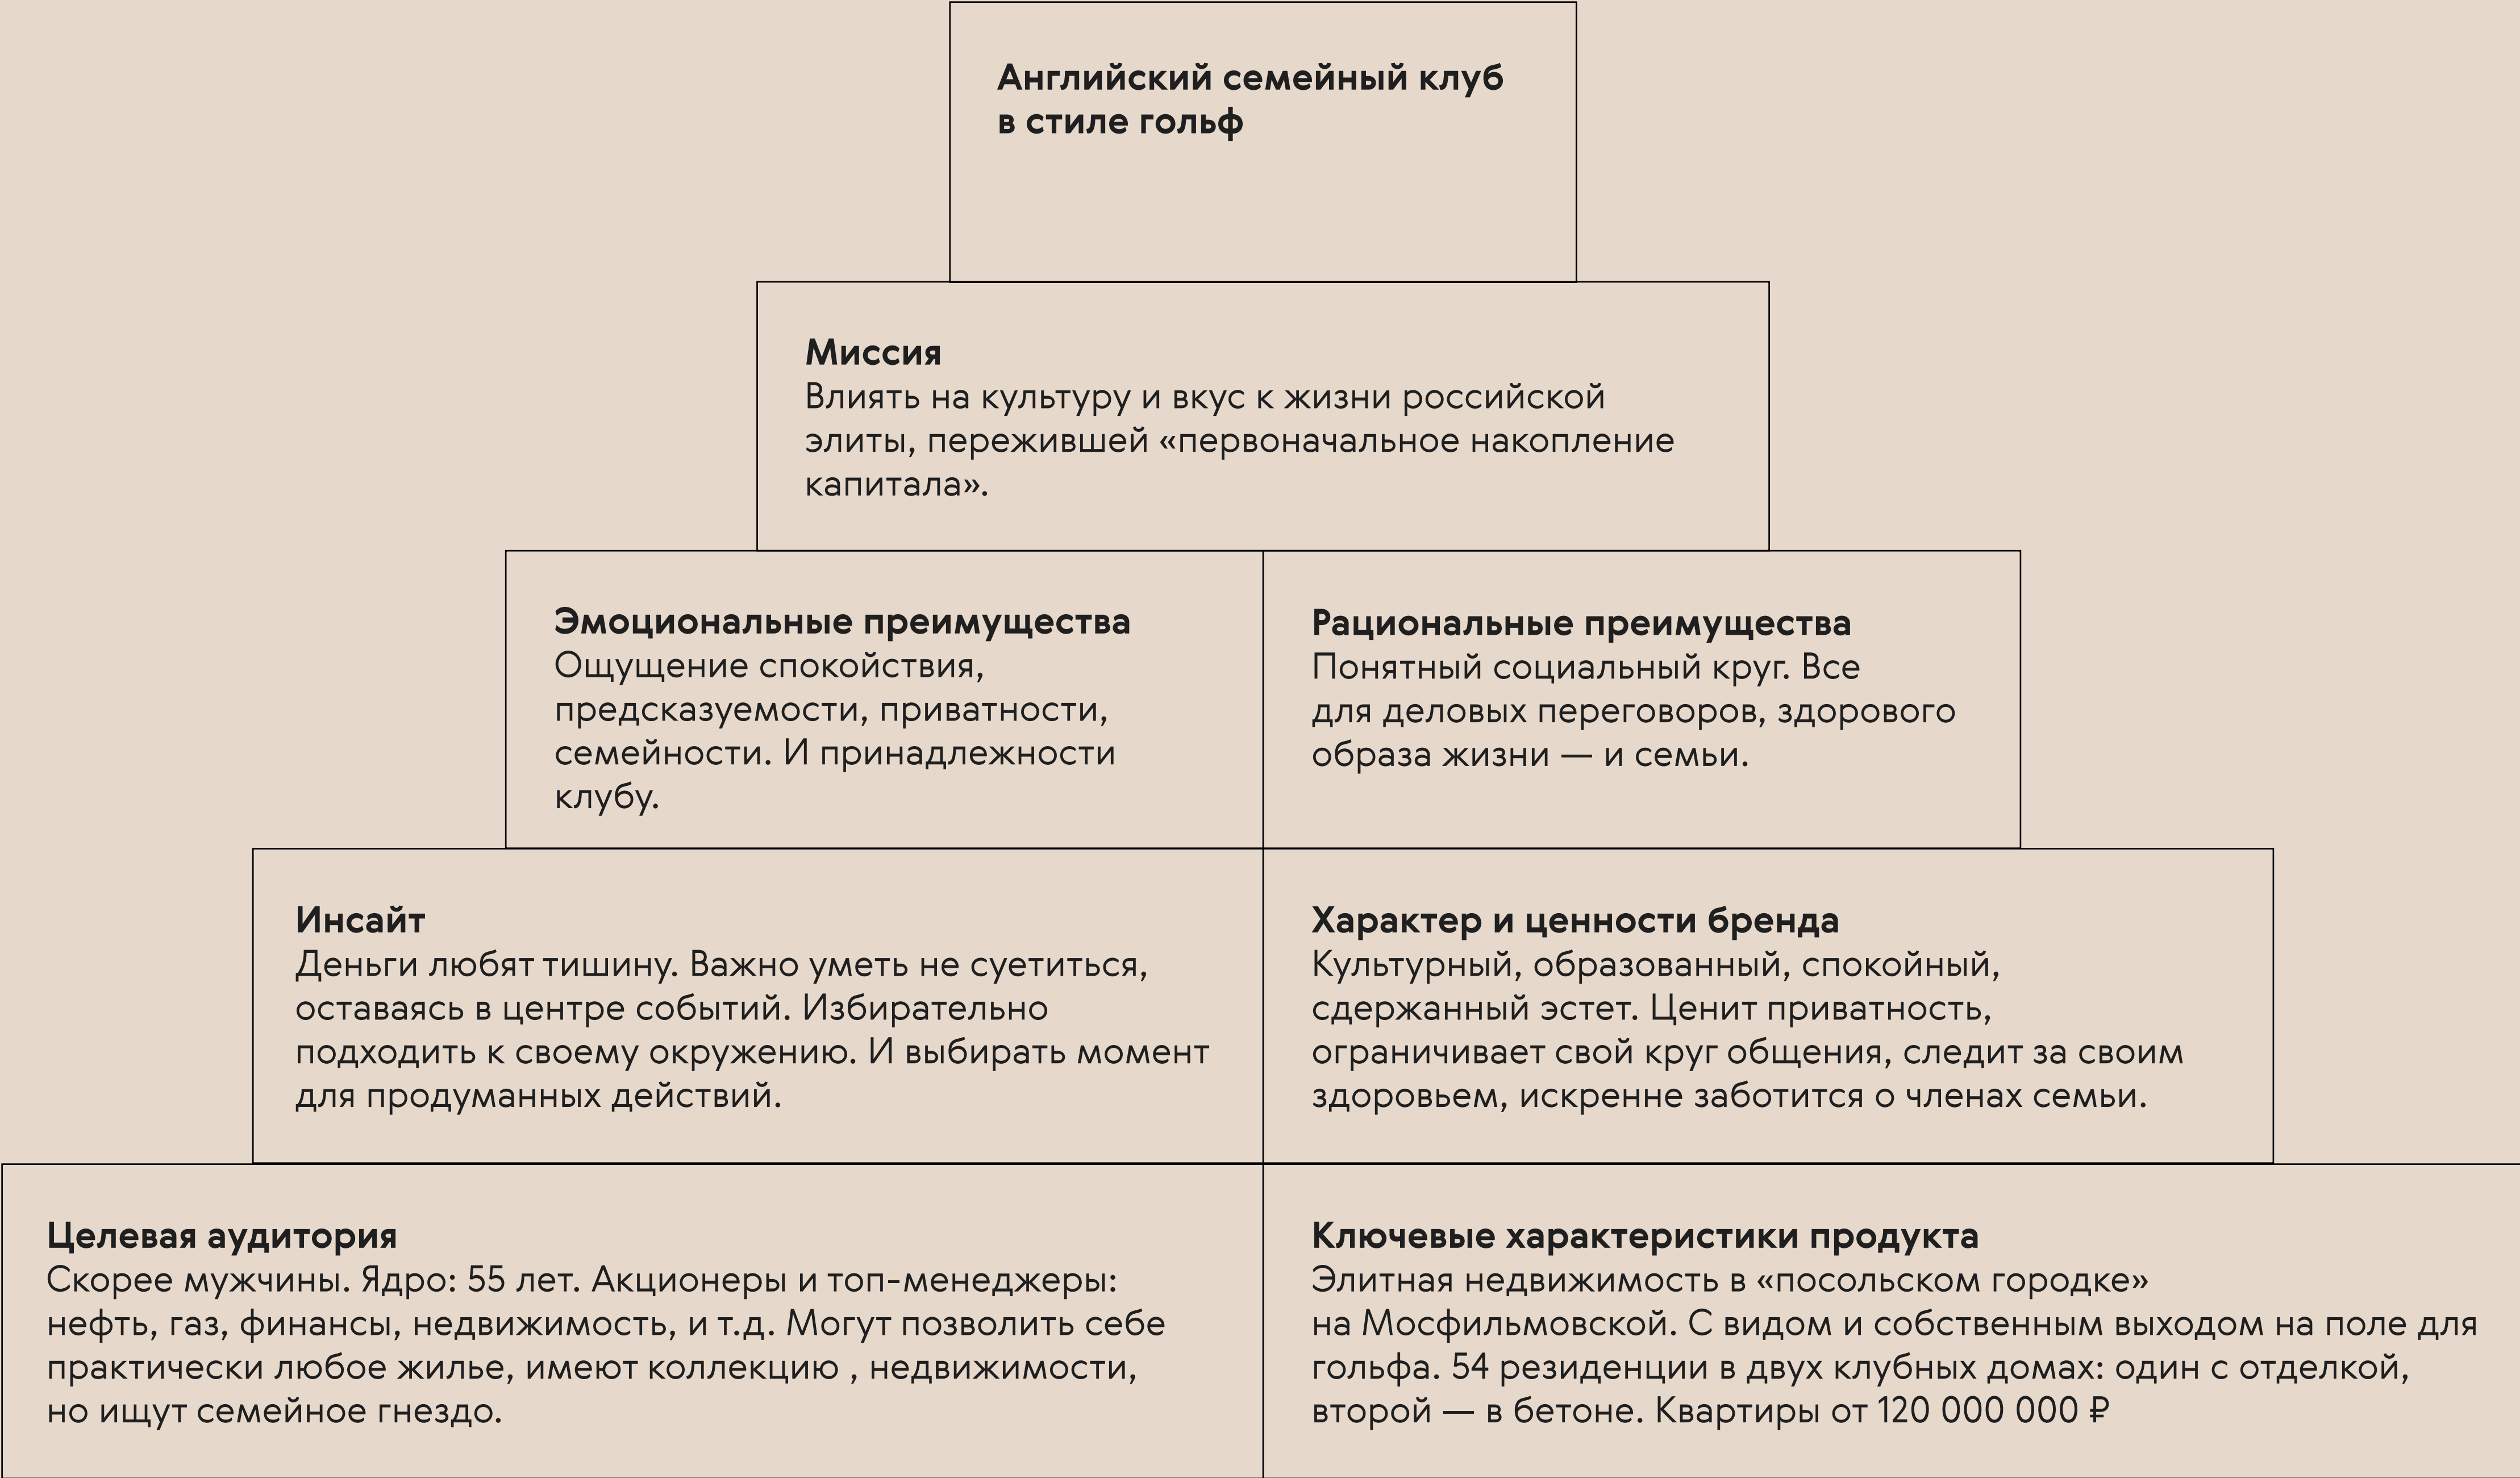 Английский семейный клуб
в стиле гольф
Миссия
Влиять на культуру и вкус к жизни российской
элиты, пережившей «первоначальное накопление
капитала».
Эмоциональные преимущества
Ощущение спокойствия,
предсказуемости, приватности,
семейности. И принадлежности
клубу.
Рациональные преимущества
Понятный социальный круг. Все
для деловых переговоров, здорового
образа жизни — и семьи.
Инсайт
Деньги любят тишину. Важно уметь не суетиться,
оставаясь в центре событий. Избирательно
подходить к своему окружению. И выбирать момент
для продуманных действий.
Характер и ценности бренда
Культурный, образованный, спокойный,
сдержанный эстет. Ценит приватность,
ограничивает свой круг общения, следит за своим
здоровьем, искренне заботится о членах семьи.
Целевая аудитория
Скорее мужчины. Ядро: 55 лет. Акционеры и топ-менеджеры:
нефть, газ, финансы, недвижимость, и т.д. Могут позволить себе
практически любое жилье, имеют коллекцию , недвижимости,
но ищут семейное гнездо.
Ключевые характеристики продукта
Элитная недвижимость в «посольском городке»
на Мосфильмовской. С видом и собственным выходом на поле для
гольфа. 54 резиденции в двух клубных домах: один с отделкой,
второй — в бетоне. Квартиры от 120 000 000 ₽